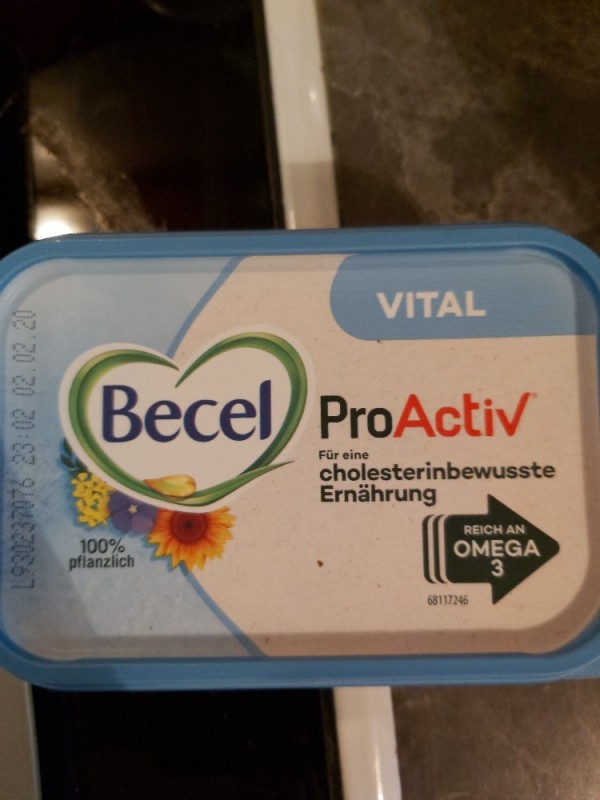 VITAL
Becel
ProActiv
Für eine
cholesterinbewusste
Ernährung
REICH AN
OMEGA
3
100%
pflanzlich
68117246
L930237076 23:02 02.02.20